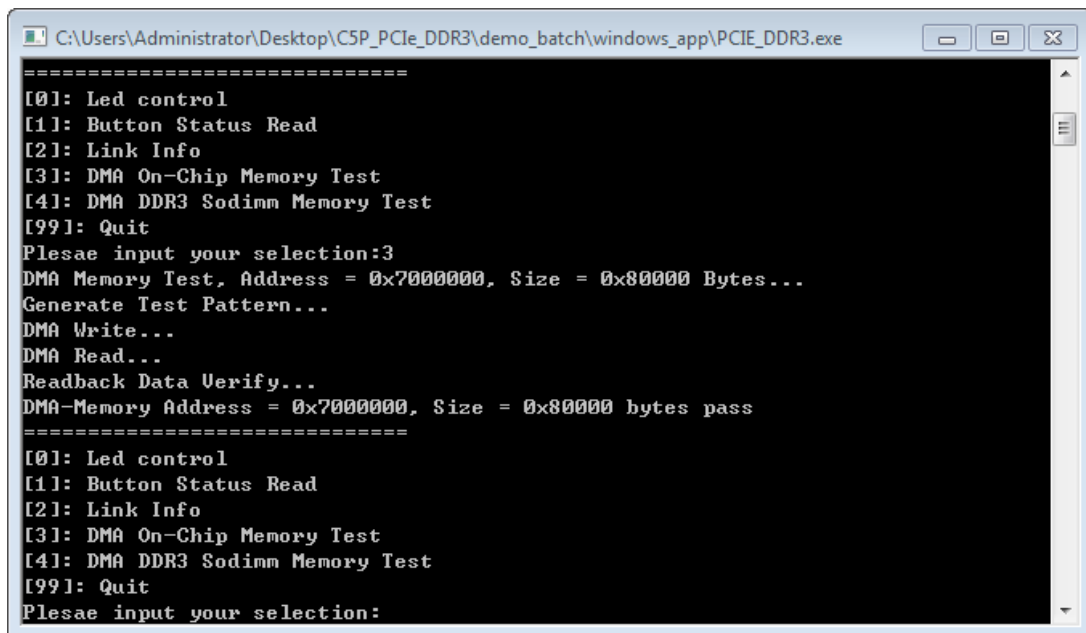 C:\Users\Administrator\Desktop\C5P_PCIe_DDR3\demo_batch\windows_app\PCIE_DDR3.exe
==============================
[0]: Led control
[1]: Button Status Read
[2]: Link Info
[3]: DMA On-Chip Memory Test
[4]: DMA DDR3 Sodimm Memory Test
[99]: Quit
Plesae input your selection:3
DMA Memory Test, Address = 0x7000000, Size = 0x80000 Bytes...
Generate Test Pattern...
DMA Write...
DMA Read...
Readback Data Verify...
DMA-Memory Address = 0x7000000, Size = 0x80000 bytes pass
==============================
[0]: Led control
[1]: Button Status Read
[2]: Link Info
[3]: DMA On-Chip Memory Test
[4]: DMA DDR3 Sodimm Memory Test
[99]: Quit
Plesae input your selection: